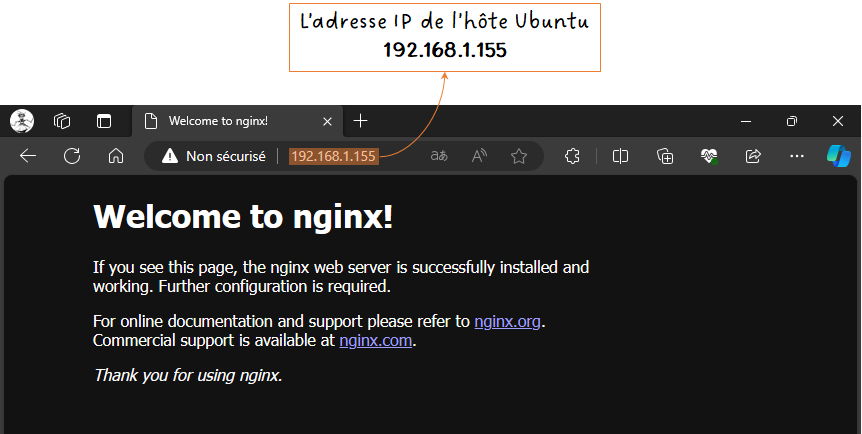 L'adresse IP de l'hôte Ubuntu
192.168.1.155
Welcome to nginx!
Non sécurisé
192.168.1.155
aあ
A
Welcome to nginx!
If you see this page, the nginx web server is successfully installed and
working. Further configuration is required.
For online documentation and support please refer to nginx.org.
Commercial support is available at nginx.com.
Thank you for using nginx.